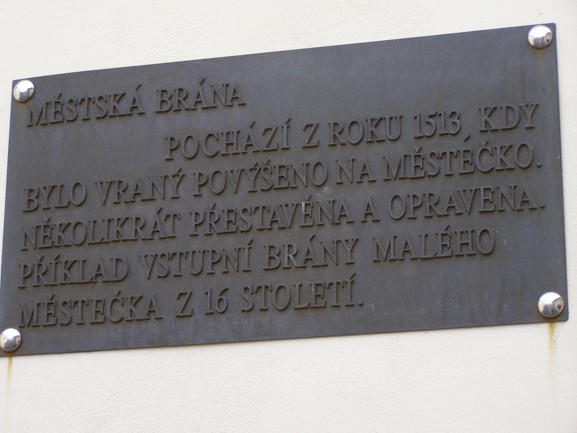 MĚSTSKÁ BRÁNA
POCHÁZÍ Z ROKU 1513, KDY
BYLO VRANÝ POVÝŠENO NA MĚSTEČKO.
NĚKOLIKRÁT PŘESTAVĚNA A OPRAVENA.
PŘÍKLAD VSTUPNÍ BRÁNY MALÉHO
MĚSTEČKA Z 16 STOLETÍ.